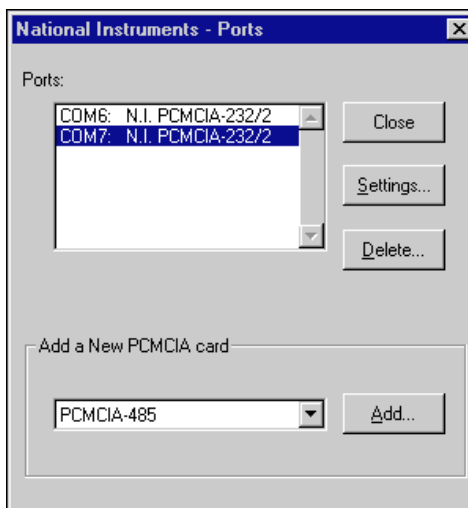 National Instruments - Ports
Ports:
COM6: N.I. PCMCIA-232/2
COM7: N.I. PCMCIA-232/2
Close
Settings...
Delete...
Add a New PCMCIA card
PCMCIA-485
Add...